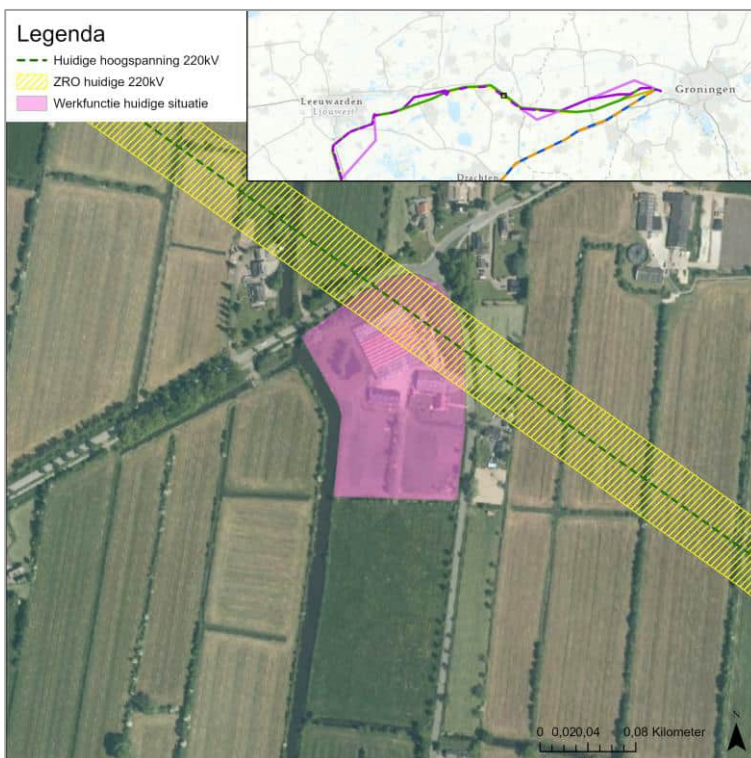 Legenda
Huidige hoogspanning 220kV
ZRO huidige 220kV
Werkfunctie huidige situatie
Leeuwarden
Ljouwert
Groningen
Drachten
N
0 0,020,04 0,08 Kilometer